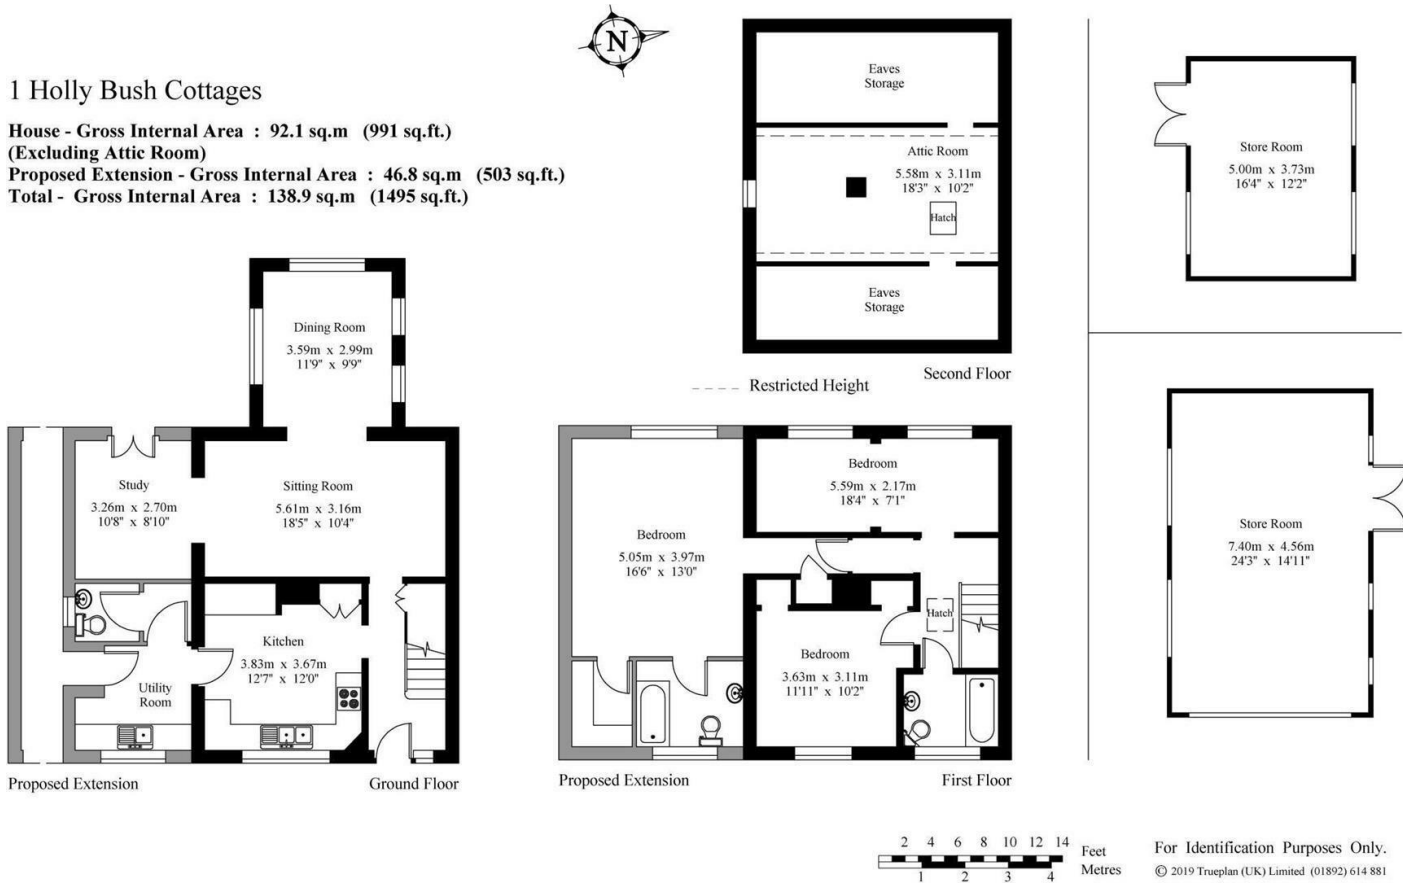 N
1 Holly Bush Cottages
House - Gross Internal Area : 92.1 sq.m (991 sq.ft.)
(Excluding Attic Room)
Proposed Extension - Gross Internal Area : 46.8 sq.m (503 sq.ft.)
Total - Gross Internal Area : 138.9 sq.m (1495 sq.ft.)
Dining Room
3.59m x 2.99m
11'9" x 9'9"
Study
3.26m x 2.70m
10'8" x 8'10"
Sitting Room
5.61m x 3.16m
18'5" x 10'4"
Kitchen
3.83m x 3.67m
12'7" x 12'0"
Utility
Room
Proposed Extension
Ground Floor
Eaves
Storage
Attic Room
5.58m x 3.11m
18'3" x 10'2"
Hatch
Eaves
Storage
Second Floor
Restricted Height
Bedroom
5.59m x 2.17m
18'4" x 7'1"
Bedroom
5.05m x 3.97m
16'6" x 13'0"
Hatch
Bedroom
3.63m x 3.11m
11'11" x 10'2"
Proposed Extension
First Floor
Store Room
5.00m x 3.73m
16'4" x 12'2"
Store Room
7.40m x 4.56m
24'3" x 14'11"
2 4 6 8 10 12 14
Feet
Metres
1 2 3 4
For Identification Purposes Only.
© 2019 Trueplan (UK) Limited (01892) 614 881